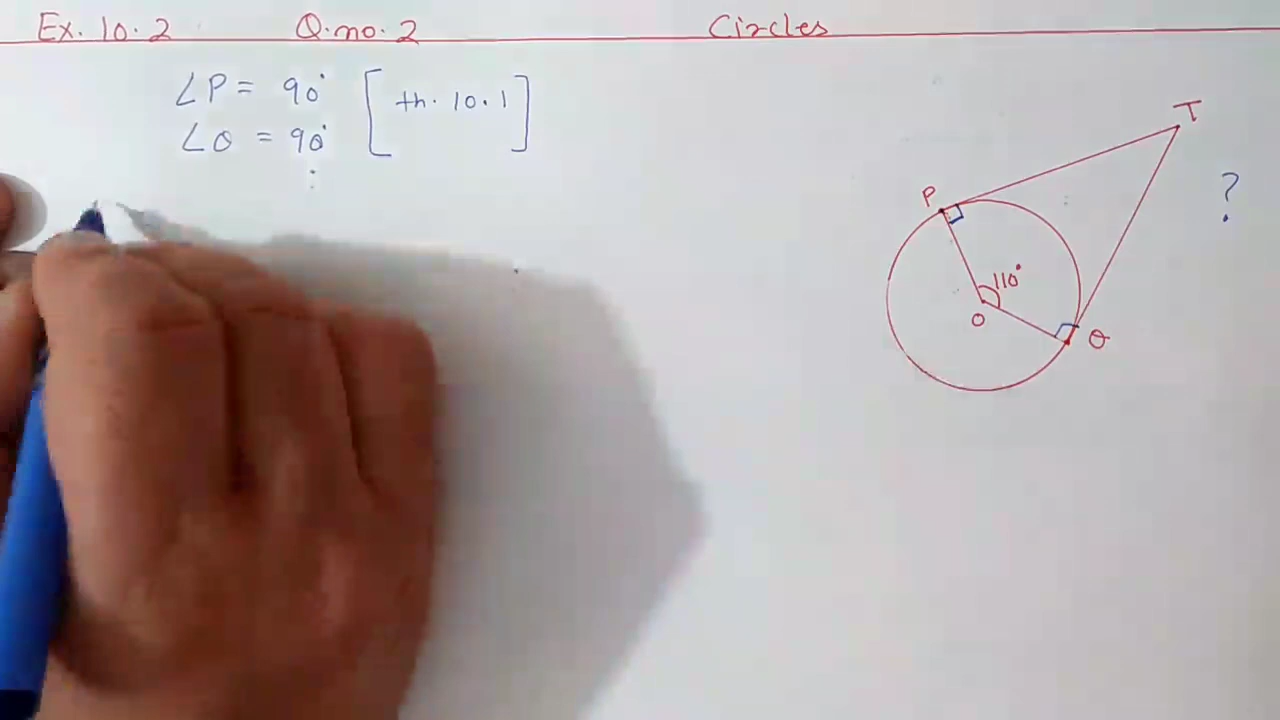 Ex. 10.2 Q.no. 2 Circles
∠P = 90° [th. 10.1]
∠Q = 90°
T
P
?
110°
O
Q